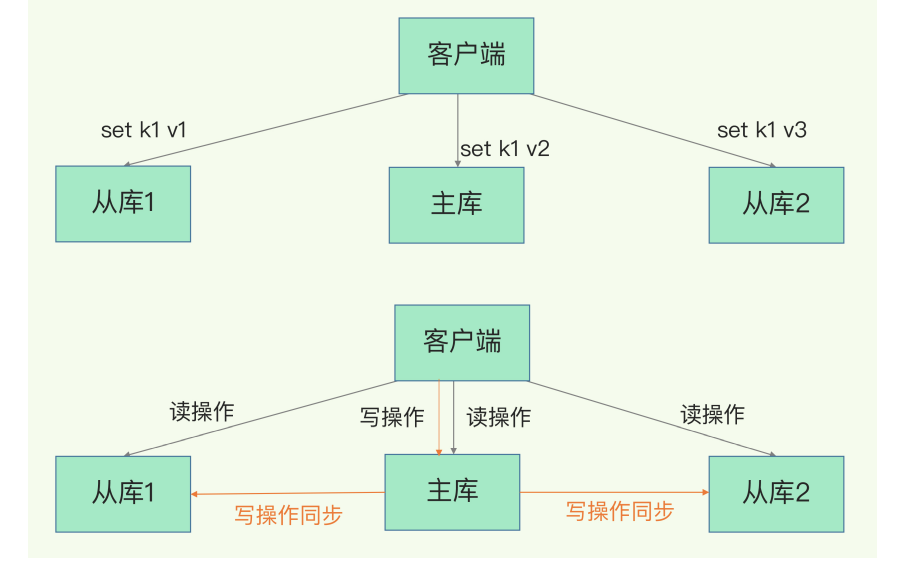 客户端
set k1 v1
set k1 v2
set k1 v3
从库1
主库
从库2
客户端
读操作
写操作
读操作
读操作
从库1
主库
从库2
写操作同步
写操作同步